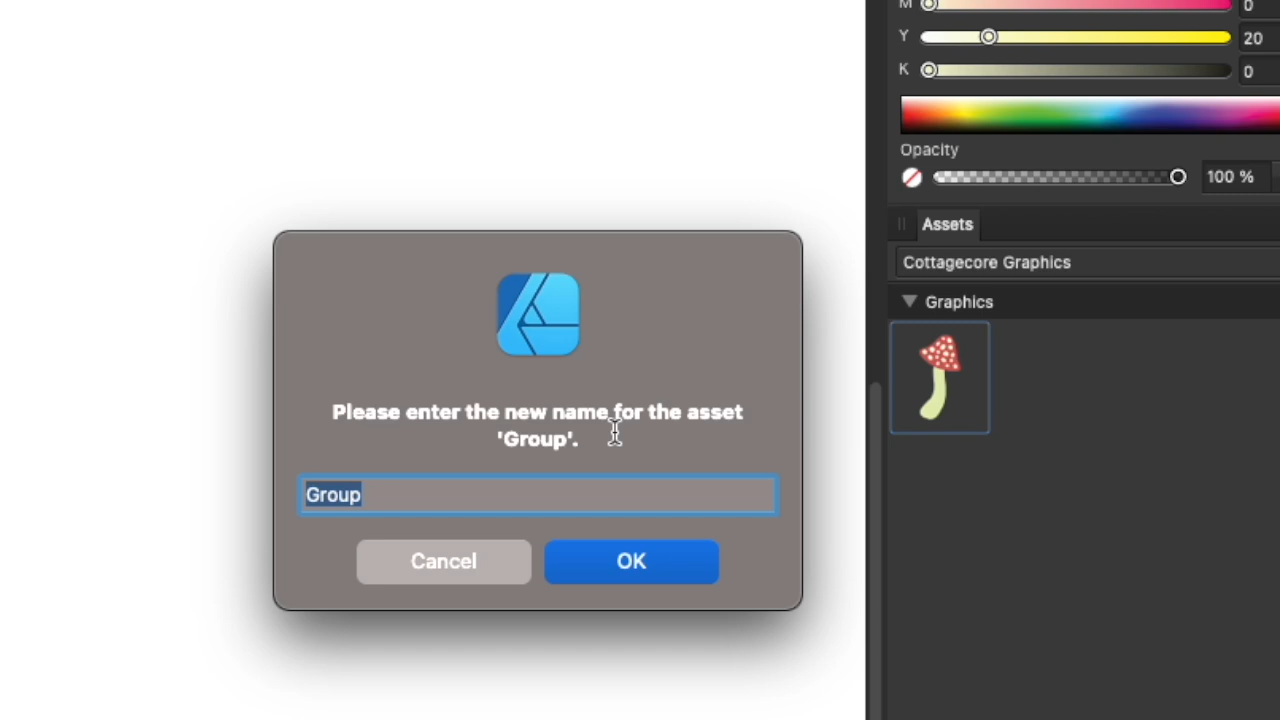 M 0
Y 20
K 0
Opacity
100 %
Assets
Cottagecore Graphics
Graphics
Please enter the new name for the asset
'Group'.
Group
Cancel OK